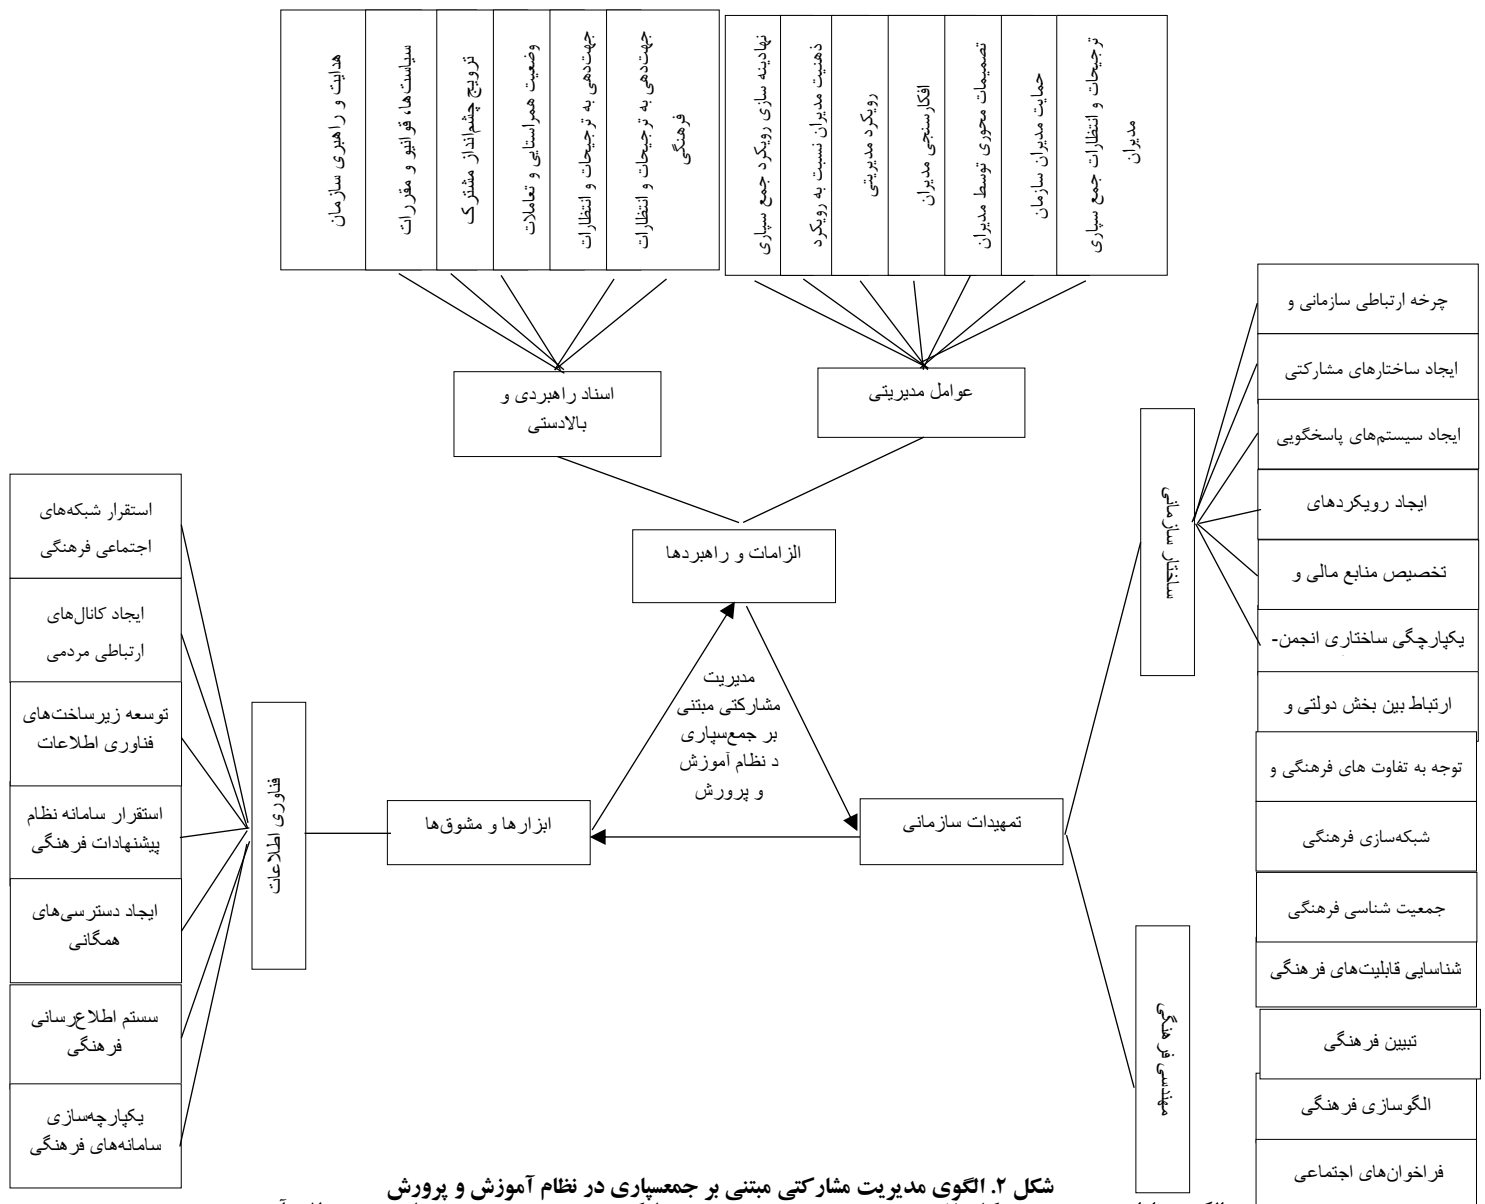 هدایت و راهبری سازمان
سیاست‌ها، قوانیو و مقررات
ترویج چشم‌انداز مشترک
وضعیت همراستایی و تعاملات
جهت‌دهی به ترجیحات و انتظارات
جهت‌دهی به ترجیحات و انتظارات
فرهنگی
نهادینه سازی رویکرد جمع سپاری
ذهنیت مدیران نسبت به رویکرد
رویکرد مدیریتی
افکارسنجی مدیران
تصمیمات محوری توسط مدیران
حمایت مدیران سازمان
ترجیحات و انتظارات جمع سپاری
مدیران
اسناد راهبردی و
بالادستی
عوامل مدیریتی
الزامات و راهبردها
مدیریت
مشارکتی مبتنی
بر جمع‌سپاری
د نظام آموزش
و پرورش
تمهیدات سازمانی
ابزارها و مشوق‌ها
ساختار سازمانی
چرخه ارتباطی سازمانی و
ایجاد ساختارهای مشارکتی
ایجاد سیستم‌های پاسخگویی
ایجاد رویکردهای
تخصیص منابع مالی و
یکپارچگی ساختاری انجمن-
ارتباط بین بخش دولتی و
مهندسی فرهنگی
توجه به تفاوت های فرهنگی و
شبکه‌سازی فرهنگی
جمعیت شناسی فرهنگی
شناسایی قابلیت‌های فرهنگی
تبیین فرهنگی
الگوسازی فرهنگی
فراخوان‌های اجتماعی
فناوری اطلاعات
استقرار شبکه‌های
اجتماعی فرهنگی
ایجاد کانال‌های
ارتباطی مردمی
توسعه زیرساخت‌های
فناوری اطلاعات
استقرار سامانه نظام
پیشنهادات فرهنگی
ایجاد دسترسی‌های
همگانی
سستم اطلاع‌رسانی
فرهنگی
یکپارچه‌سازی
سامانه‌های فرهنگی
شکل ۲. الگوی مدیریت مشارکتی مبتنی بر جمعسپاری در نظام آموزش و پرورش